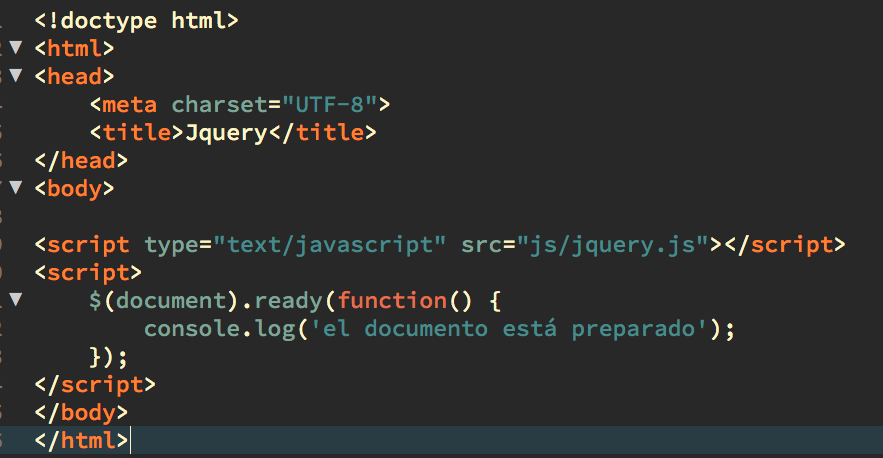 <!doctype html>
<html>
<head>
    <meta charset="UTF-8">
    <title>Jquery</title>
</head>
<body>

<script type="text/javascript" src="js/jquery.js"></script>
<script>
    $(document).ready(function() {
        console.log('el documento está preparado');
    });
</script>
</body>
</html>